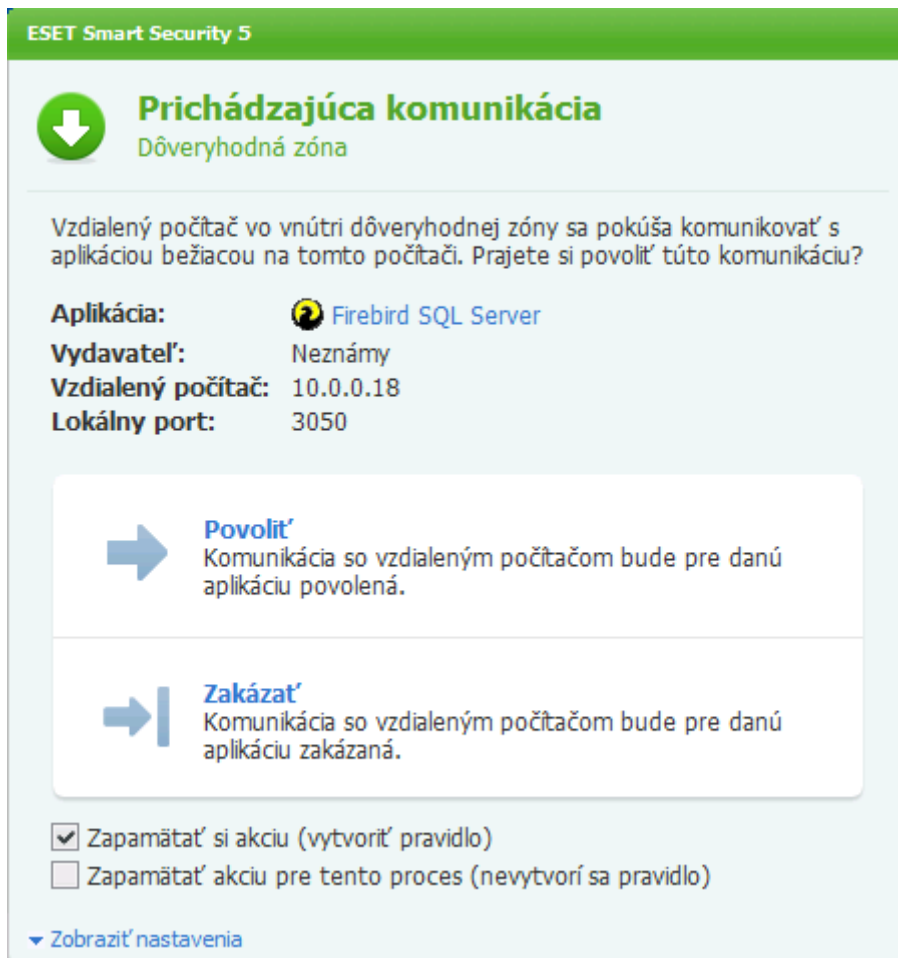 ESET Smart Security 5
Prichádzajúca komunikácia
Dôveryhodná zóna
Vzdialený počítač vo vnútri dôveryhodnej zóny sa pokúša komunikovať s
aplikáciou bežiacou na tomto počítači. Prajete si povoliť túto komunikáciu?
Aplikácia: Firebird SQL Server
Vydavateľ: Neznámy
Vzdialený počítač: 10.0.0.18
Lokálny port: 3050
Povoliť
Komunikácia so vzdialeným počítačom bude pre danú
aplikáciu povolená.
Zakázať
Komunikácia so vzdialeným počítačom bude pre danú
aplikáciu zakázaná.
Zapamätať si akciu (vytvoriť pravidlo)
Zapamätať akciu pre tento proces (nevytvorí sa pravidlo)
Zobraziť nastavenia